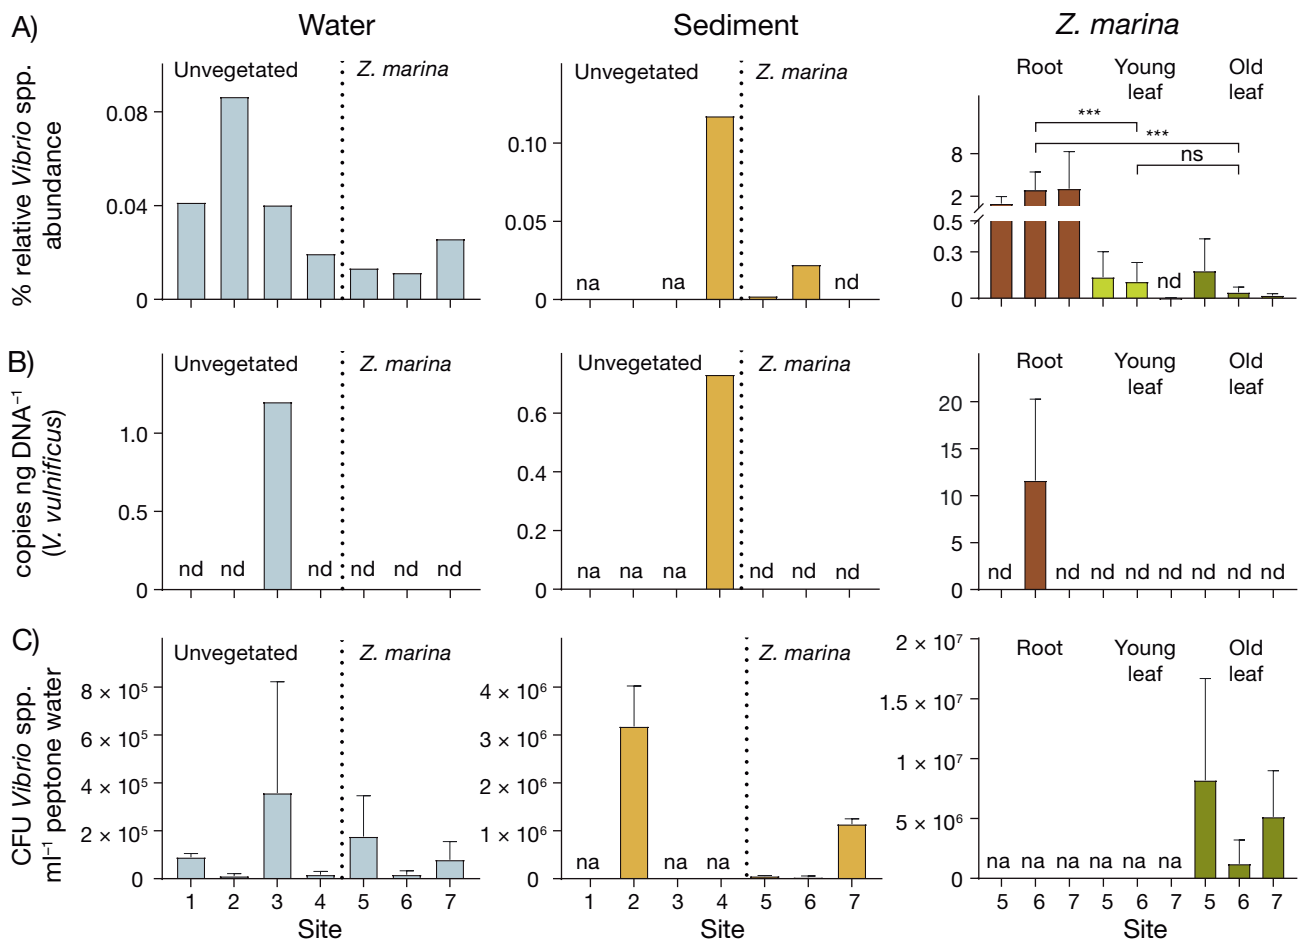 Water Sediment Z. marina
A)
% relative Vibrio spp.
abundance
Unvegetated Z. marina
0.08
0.04
0
Unvegetated Z. marina
0.10
0.05
0
na na nd
Root Young leaf Old leaf
*** 
***
ns
8
2
0.5
0.3
0
nd
B)
copies ng DNA⁻¹
(V. vulnificus)
Unvegetated Z. marina
1.0
0.5
0
nd nd nd nd nd nd
Unvegetated Z. marina
0.6
0.4
0.2
0
na na na nd nd nd
Root Young leaf Old leaf
20
15
10
5
0
nd nd nd nd nd nd nd nd
C)
CFU Vibrio spp.
ml⁻¹ peptone water
Unvegetated Z. marina
8 × 10⁵
6 × 10⁵
4 × 10⁵
2 × 10⁵
0
1 2 3 4 5 6 7
Site
Z. marina
4 × 10⁶
3 × 10⁶
2 × 10⁶
1 × 10⁶
0
na na na
1 2 3 4 5 6 7
Site
Root Young leaf Old leaf
2 × 10⁷
1.5 × 10⁷
1 × 10⁷
5 × 10⁶
0
na na na na na na
5 6 7 5 6 7 5 6 7
Site